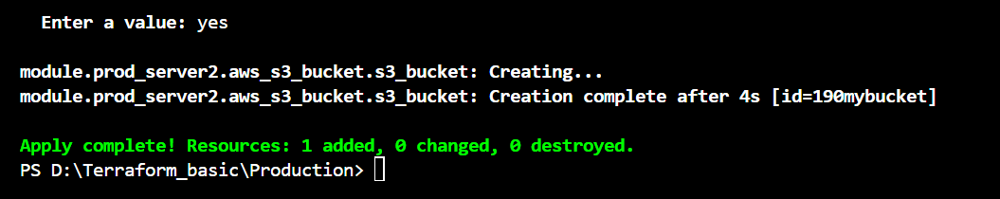 Enter a value: yes
module.prod_server2.aws_s3_bucket.s3_bucket: Creating...
module.prod_server2.aws_s3_bucket.s3_bucket: Creation complete after 4s [id=190mybucket]
Apply complete! Resources: 1 added, 0 changed, 0 destroyed.
PS D:\Terraform_basic\Production>